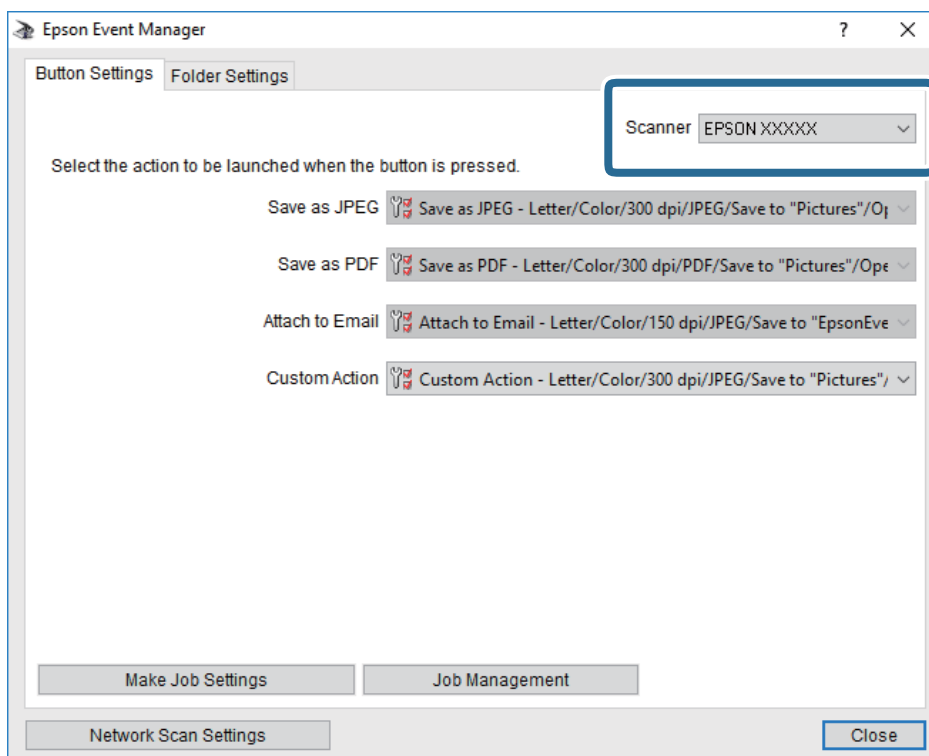 Epson Event Manager
Button Settings Folder Settings
Scanner EPSON XXXXX
Select the action to be launched when the button is pressed.
Save as JPEG Save as JPEG - Letter/Color/300 dpi/JPEG/Save to "Pictures"/Op
Save as PDF Save as PDF - Letter/Color/300 dpi/PDF/Save to "Pictures"/Ope
Attach to Email Attach to Email - Letter/Color/150 dpi/JPEG/Save to "EpsonEve
Custom Action Custom Action - Letter/Color/300 dpi/JPEG/Save to "Pictures"/
Make Job Settings Job Management
Network Scan Settings Close